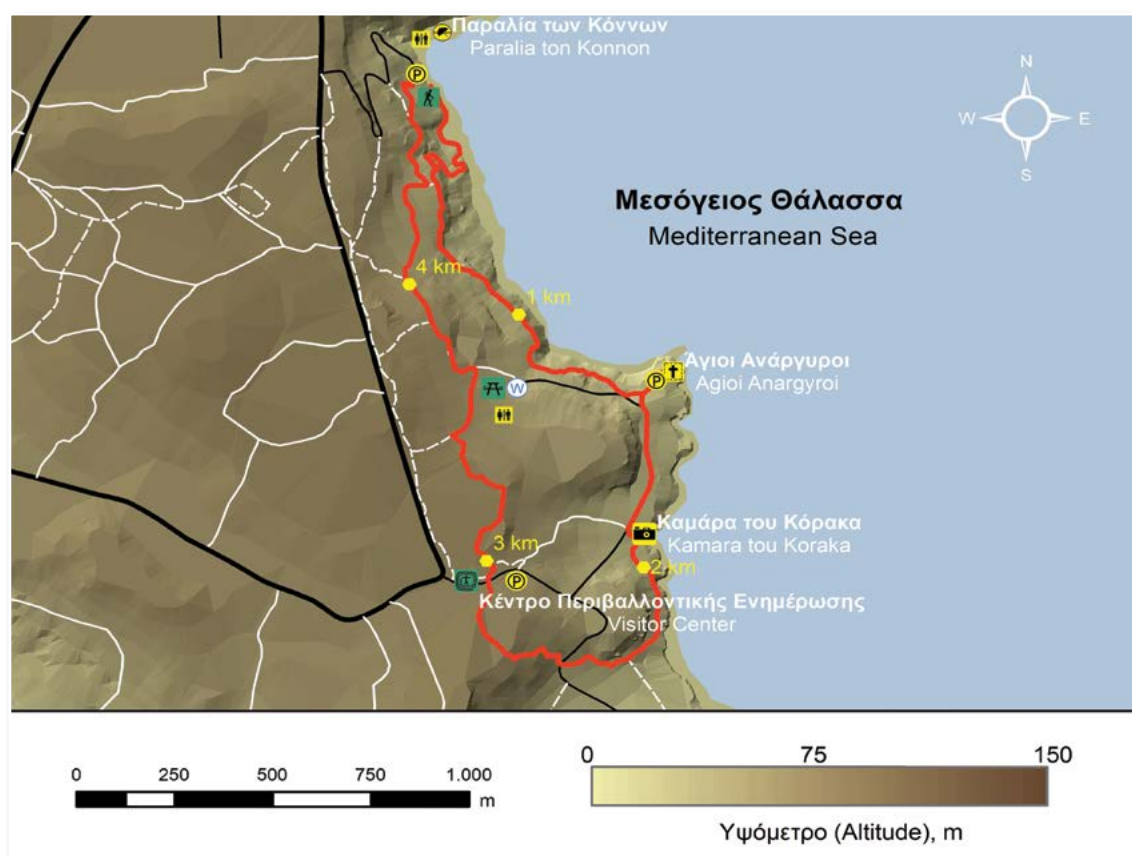 Παραλία των Κόννων
Paralia ton Konnon
P
N
W E
S
Μεσόγειος Θάλασσα
Mediterranean Sea
4 km
1 km
Άγιοι Ανάργυροι
P
Agioi Anargyroi
W
Καμάρα του Κόρακα
Kamara tou Koraka
3 km
2 km
P
Κέντρο Περιβαλλοντικής Ενημέρωσης
Visitor Center
0 75 150
0 250 500 750 1.000
m
Υψόμετρο (Altitude), m